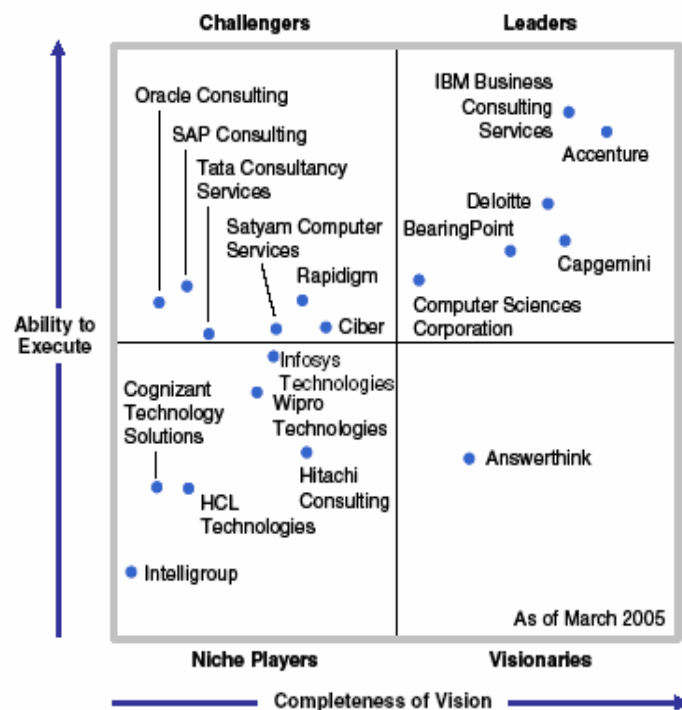 Challengers
Leaders
Oracle Consulting
SAP Consulting
Tata Consultancy
Services
Satyam Computer
Services
Rapidigm
Ciber
IBM Business
Consulting
Services
Accenture
Deloitte
BearingPoint
Capgemini
Computer Sciences
Corporation
Ability to
Execute
Infosys
Technologies
Wipro
Technologies
Cognizant
Technology
Solutions
Hitachi
Consulting
HCL
Technologies
Intelligroup
Answerthink
As of March 2005
Niche Players
Visionaries
Completeness of Vision